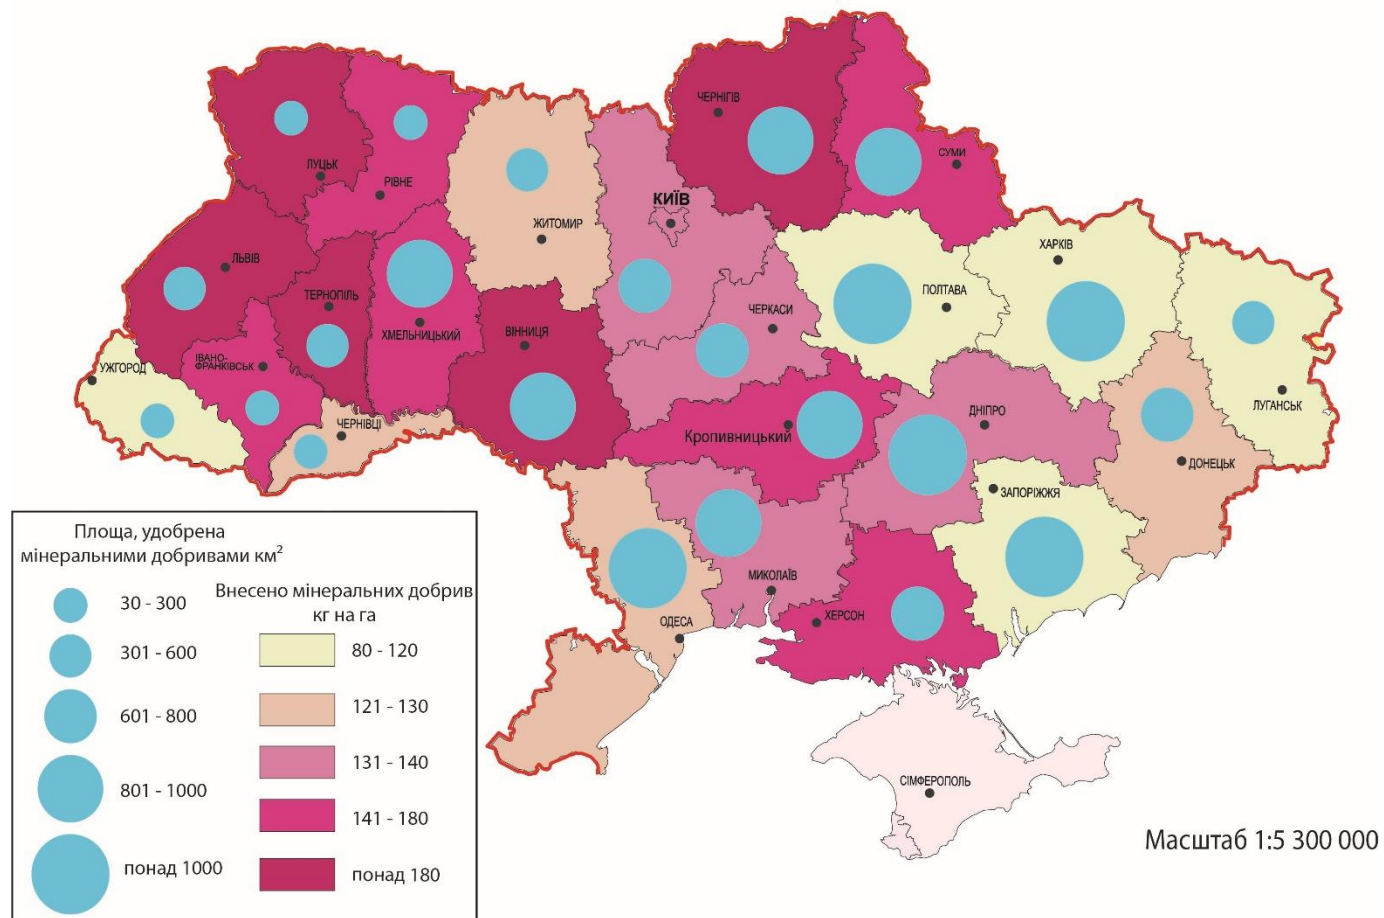 ЧЕРНІГІВ
СУМИ
ЛУЦЬК
РІВНЕ
КИЇВ
ЖИТОМИР
ХАРКІВ
ЛЬВІВ
ТЕРНОПІЛЬ
ПОЛТАВА
ЧЕРКАСИ
ХМЕЛЬНИЦЬКИЙ
ВІННИЦЯ
УЖГОРОД
ІВАНО-
ФРАНКІВСЬК
ЛУГАНСЬК
ЧЕРНІВЦІ
Кропивницький
ДНІПРО
ДОНЕЦЬК
ЗАПОРІЖЖЯ
МИКОЛАЇВ
ХЕРСОН
ОДЕСА
СІМФЕРОПОЛЬ
Площа, удобрена
мінеральними добривами км²
30 - 300
301 - 600
601 - 800
801 - 1000
понад 1000
Внесено мінеральних добрив
кг на га
80 - 120
121 - 130
131 - 140
141 - 180
понад 180
Масштаб 1:5 300 000